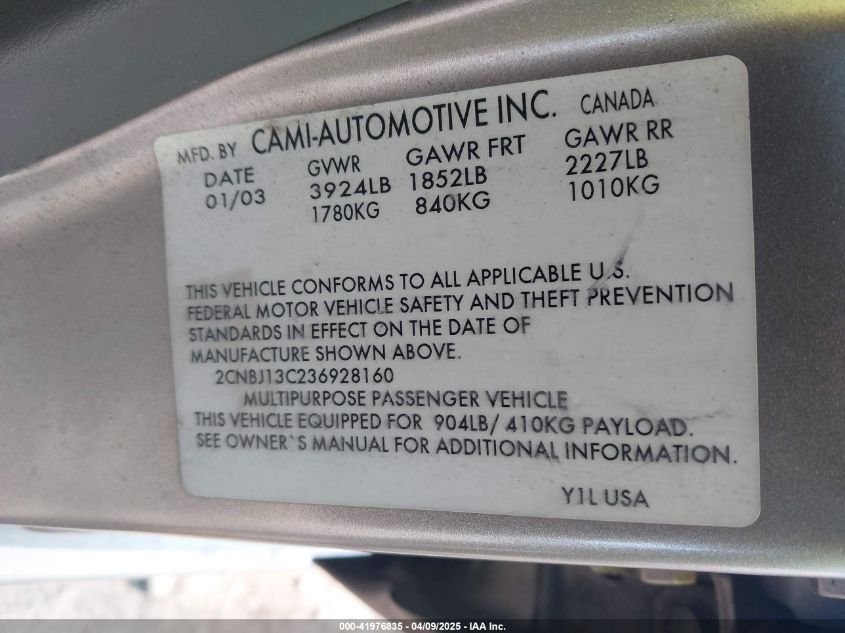 MFD. BY CAMI-AUTOMOTIVE INC. CANADA
DATE GVWR GAWR FRT GAWR RR
01/03 3924LB 1852LB 2227LB
1780KG 840KG 1010KG
THIS VEHICLE CONFORMS TO ALL APPLICABLE U.S.
FEDERAL MOTOR VEHICLE SAFETY AND THEFT PREVENTION
STANDARDS IN EFFECT ON THE DATE OF
MANUFACTURE SHOWN ABOVE.
2CNBJ13C236928160
MULTIPURPOSE PASSENGER VEHICLE
THIS VEHICLE EQUIPPED FOR 904LB/ 410KG PAYLOAD.
SEE OWNER`S MANUAL FOR ADDITIONAL INFORMATION.
Y1L USA
000-41976835 - 04/09/2025 - IAA Inc.